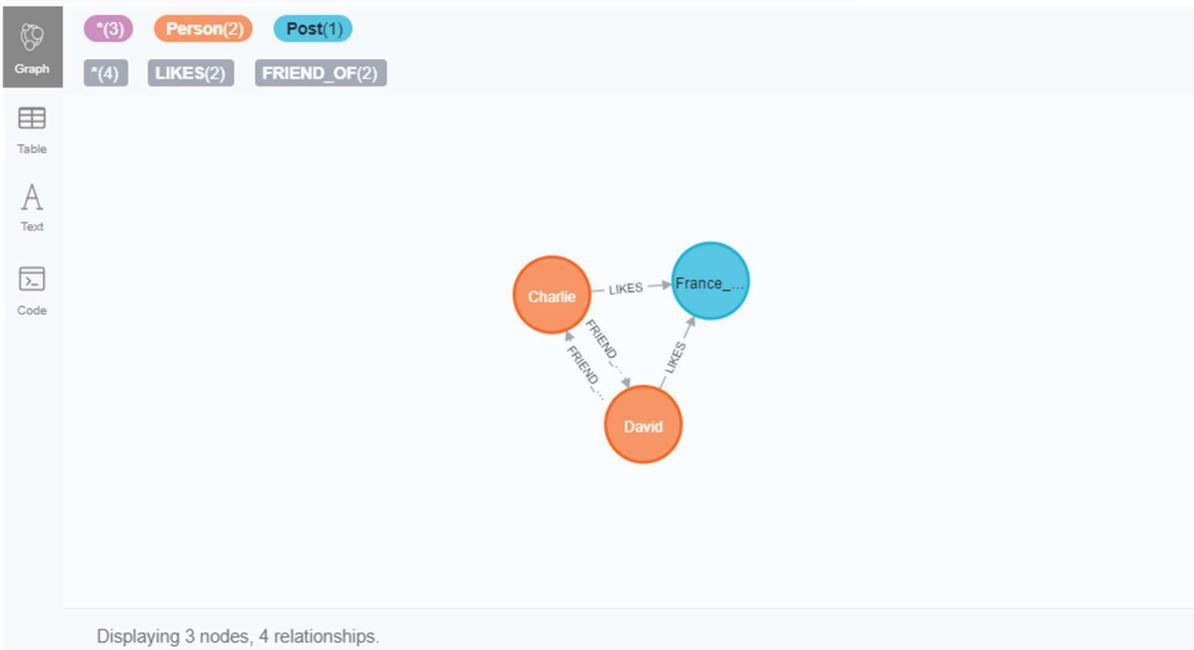 *(3) Person(2) Post(1)
Graph
*(4) LIKES(2) FRIEND_OF(2)
Table
Text
Code
Charlie
LIKES
France_...
FRIEND_...
FRIEND_...
LIKES
David
Displaying 3 nodes, 4 relationships.